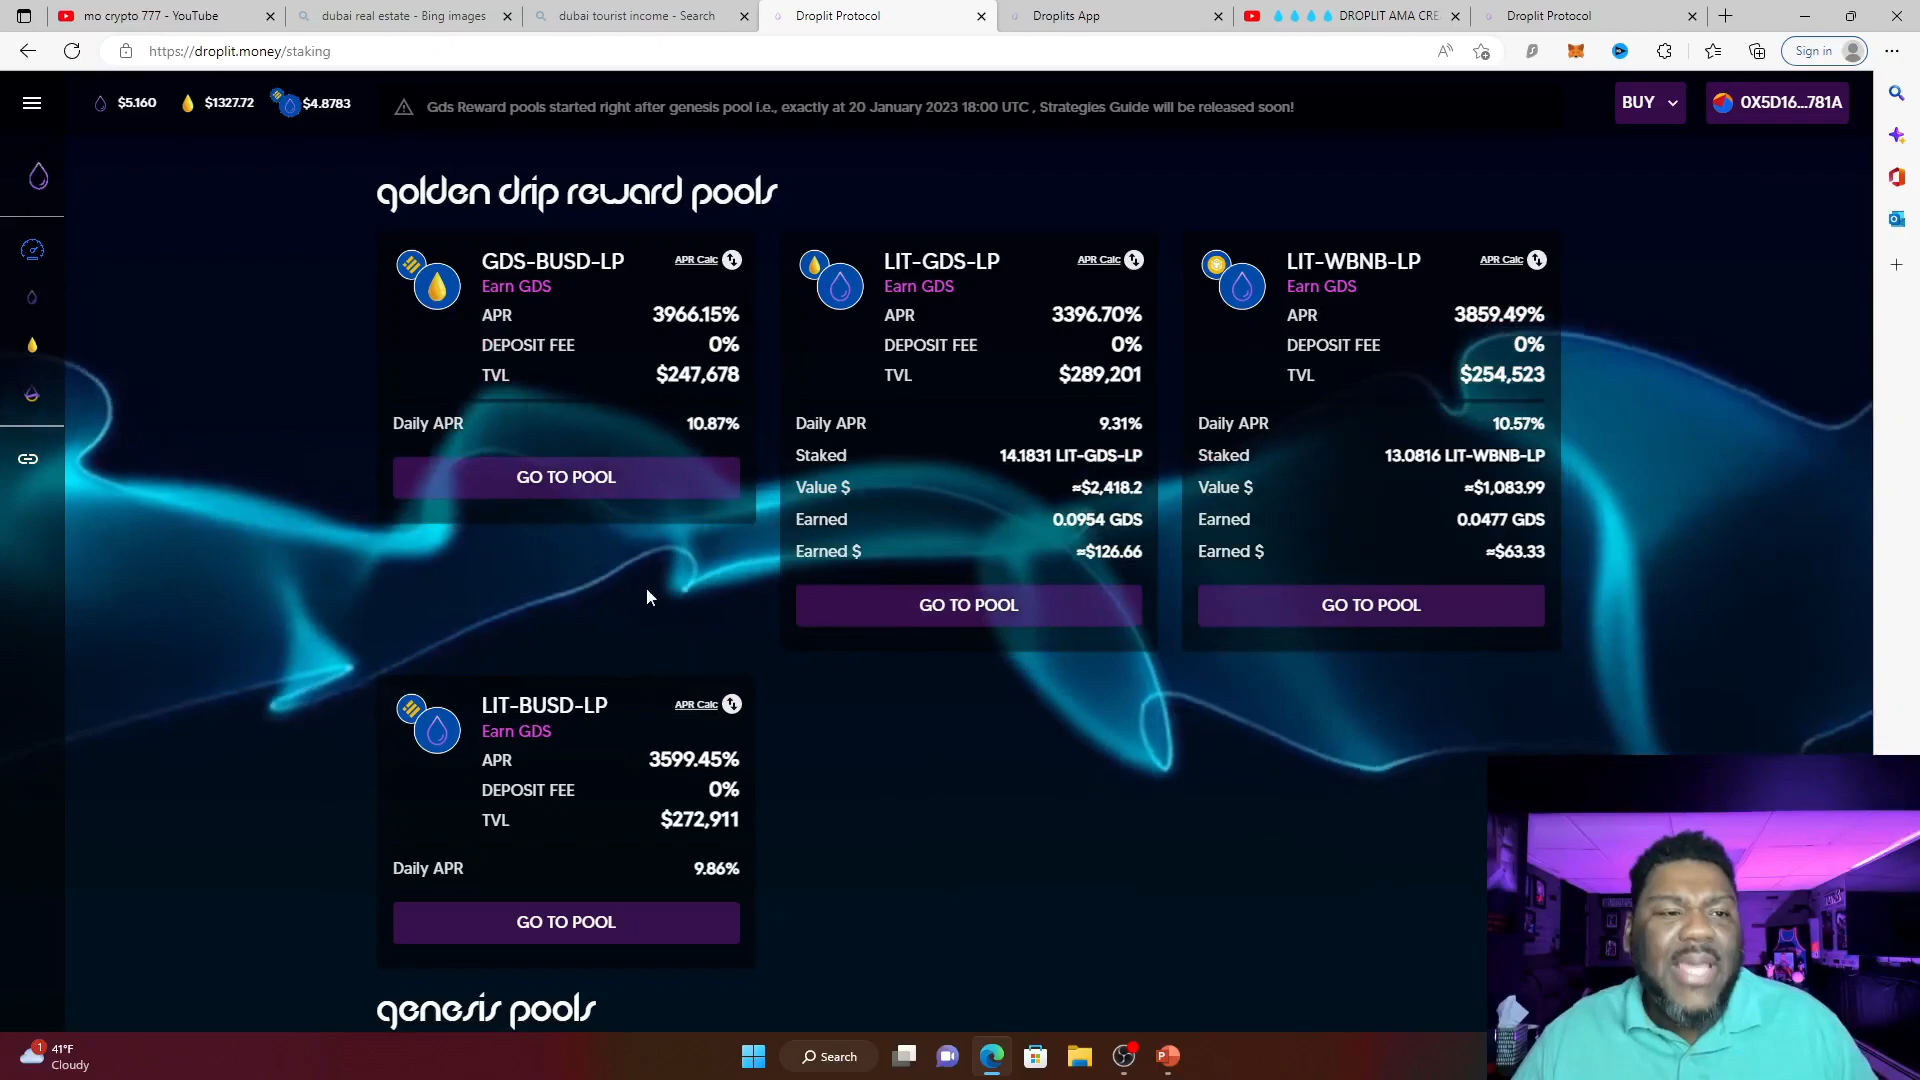 mo crypto 777 - YouTube
dubai real estate - Bing images
dubai tourist income - Search
Droplit Protocol
Droplits App
DROPLIT AMA CRE
Droplit Protocol
https://droplit.money/staking
Sign in
$5.160
$1327.72
$4.8783
Gds Reward pools started right after genesis pool i.e., exactly at 20 January 2023 18:00 UTC , Strategies Guide will be released soon!
BUY
0X5D16...781A
golden drip reward pools
GDS-BUSD-LP
APR Calc
Earn GDS
APR
3966.15%
DEPOSIT FEE
0%
TVL
$247,678
Daily APR
10.87%
GO TO POOL
LIT-GDS-LP
APR Calc
Earn GDS
APR
3396.70%
DEPOSIT FEE
0%
TVL
$289,201
Daily APR
9.31%
Staked
14.1831 LIT-GDS-LP
Value $
≈$2,418.2
Earned
0.0954 GDS
Earned $
≈$126.66
GO TO POOL
LIT-WBNB-LP
APR Calc
Earn GDS
APR
3859.49%
DEPOSIT FEE
0%
TVL
$254,523
Daily APR
10.57%
Staked
13.0816 LIT-WBNB-LP
Value $
≈$1,083.99
Earned
0.0477 GDS
Earned $
≈$63.33
GO TO POOL
LIT-BUSD-LP
APR Calc
Earn GDS
APR
3599.45%
DEPOSIT FEE
0%
TVL
$272,911
Daily APR
9.86%
GO TO POOL
genesis pools
1
41°F
Cloudy
Search